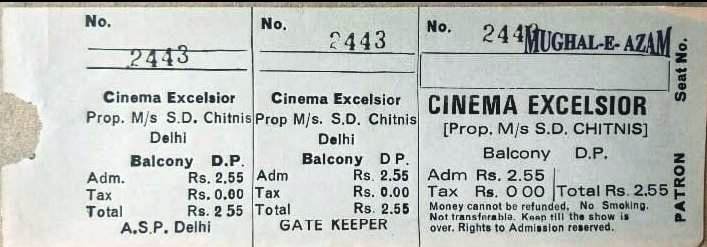 No.
2443
Cinema Excelsior
Prop. M/s S.D. Chitnis
Delhi
Balcony D.P.
Adm. Rs. 2.55
Tax Rs. 0.00
Total Rs. 2 55
A.S.P. Delhi
No.
2443
Cinema Excelsior
Prop M/s. S.D. Chitnis
Delhi
Balcony D P.
Adm Rs. 2.55
Tax Rs. 0.00
Total Rs. 2.55
GATE KEEPER
No.
MUGHAL-E-AZAM
CINEMA EXCELSIOR
[Prop. M/s S.D. CHITNIS]
Balcony D.P.
Adm Rs. 2.55
Tax Rs. 0 00 Total Rs. 2.55
Money cannot be refunded, No Smoking.
Not transferable. Keep till the show is
over. Rights to Admission reserved.
Seat No.
PATRON